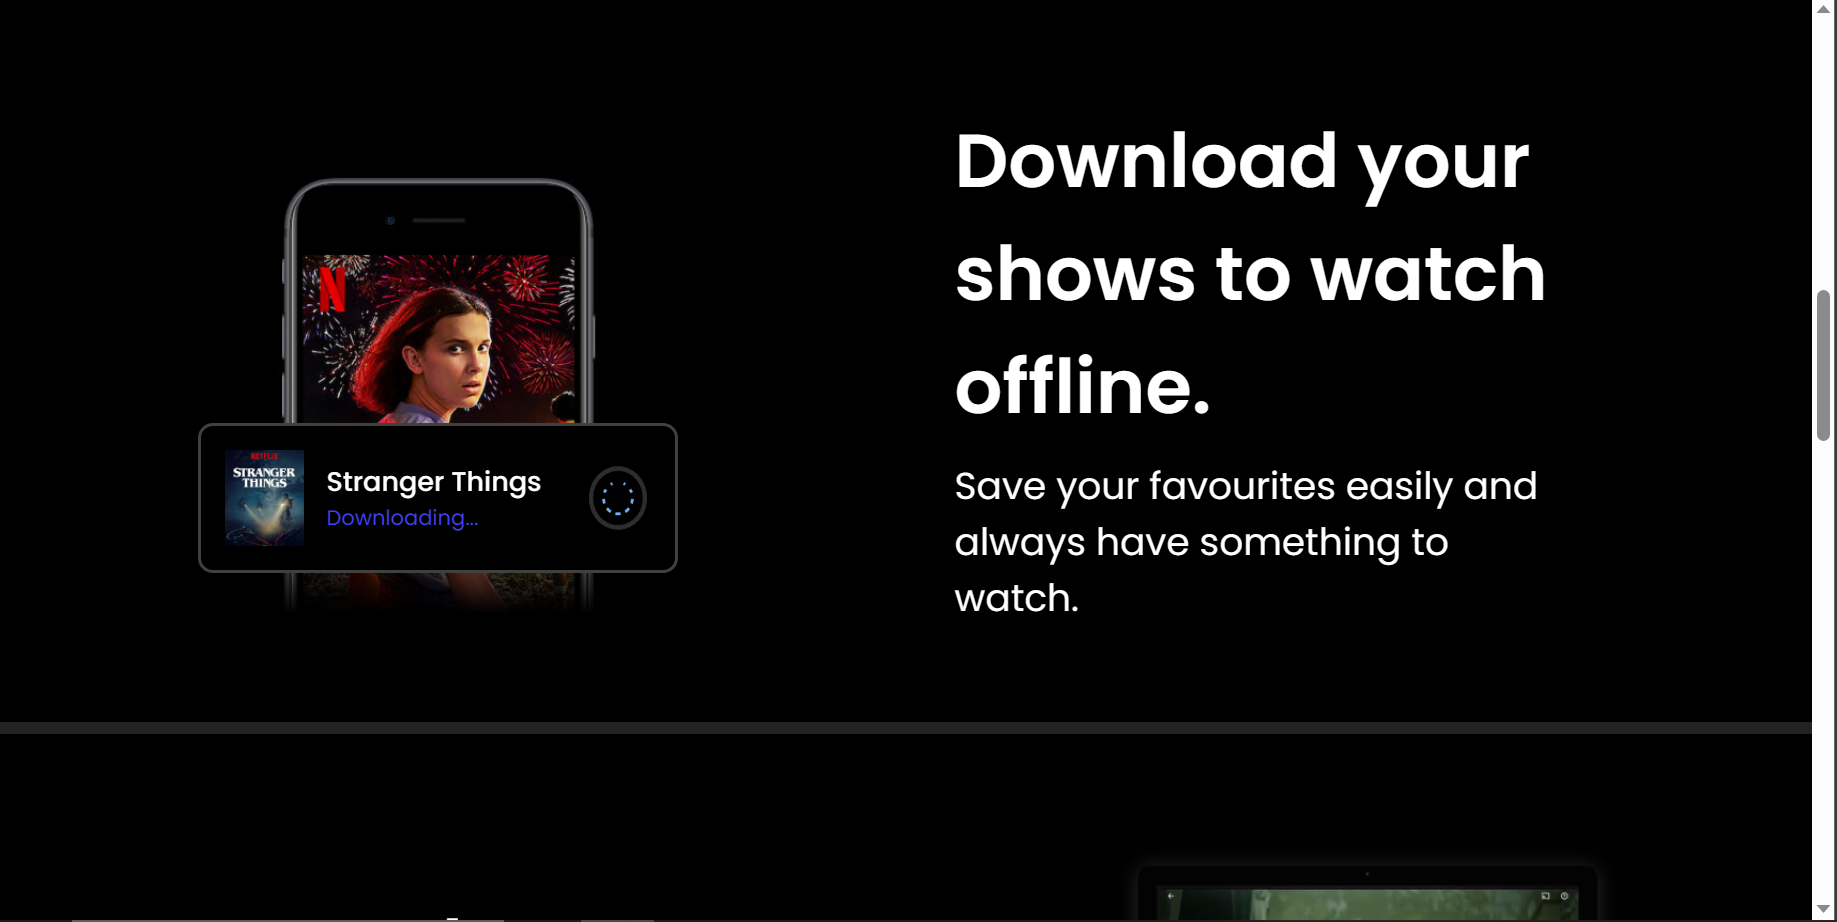 Download your
shows to watch
offline.
Save your favourites easily and
always have something to
watch.
N
NETFLIX
STRANGER
THINGS
Stranger Things
Downloading...